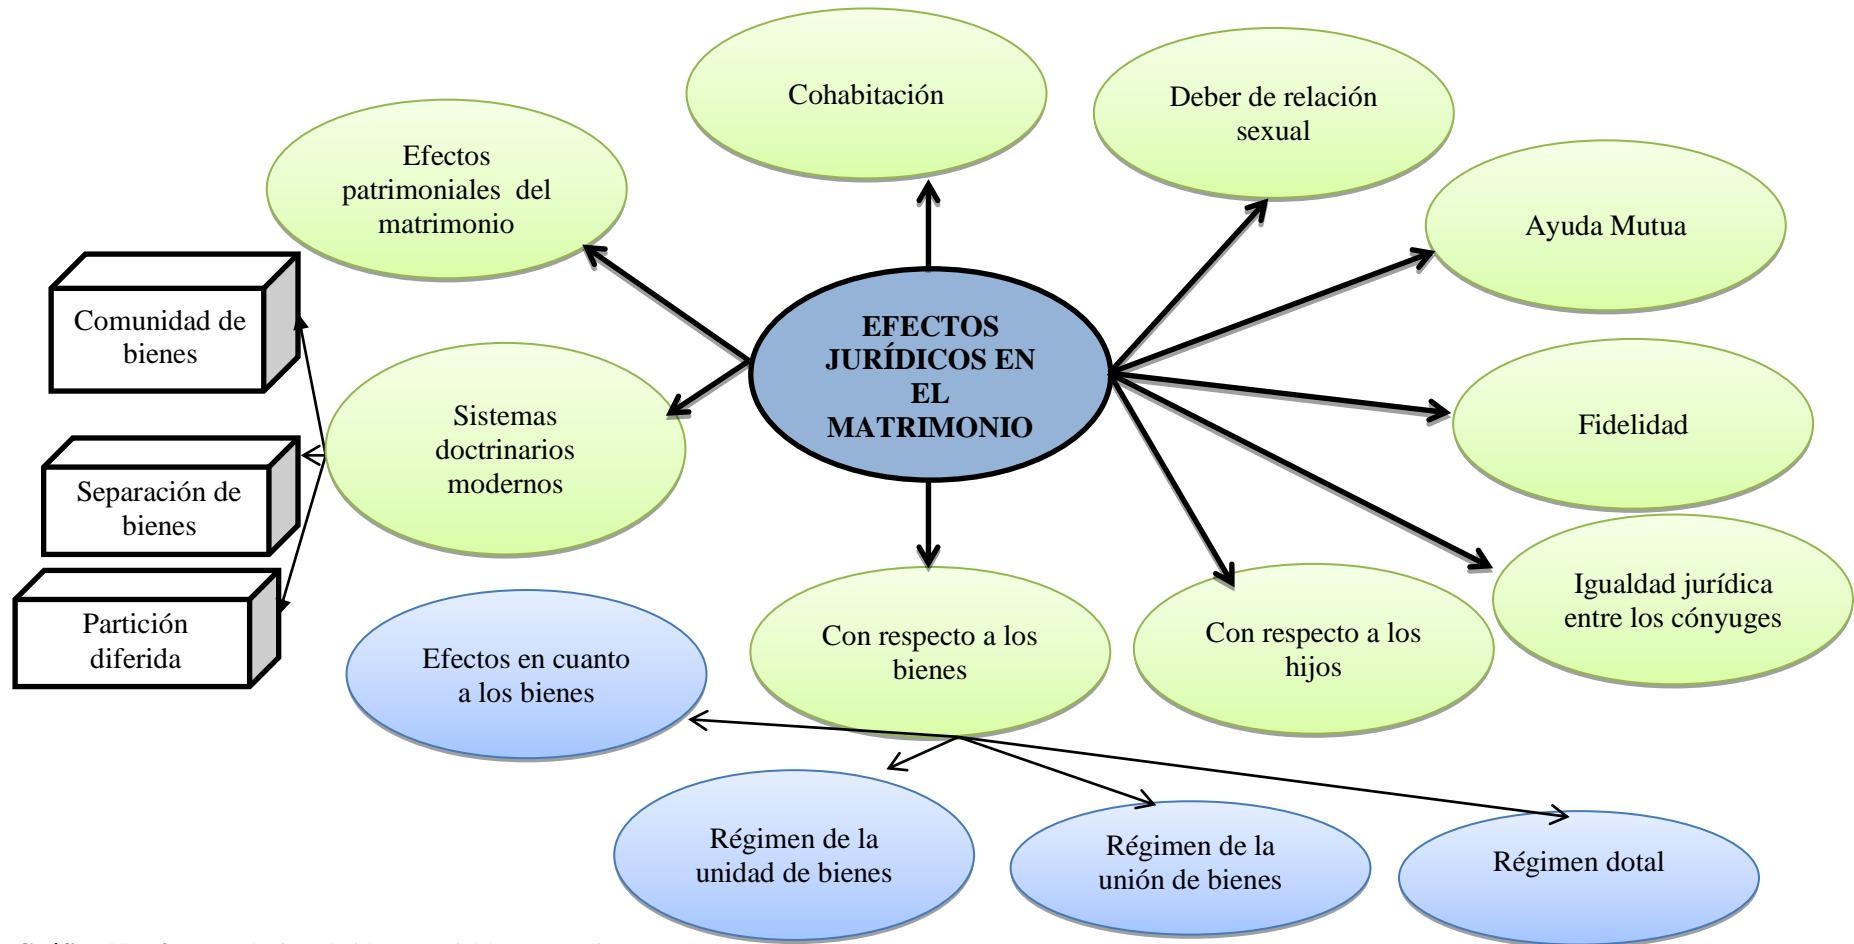 Cohabitación
Deber de relación
sexual
Efectos
patrimoniales del
matrimonio
Ayuda Mutua
EFECTOS
JURÍDICOS EN
EL
MATRIMONIO
Comunidad de
bienes
Sistemas
doctrinarios
modernos
Fidelidad
Separación de
bienes
Igualdad jurídica
entre los cónyuges
Partición
diferida
Efectos en cuanto
a los bienes
Con respecto a los
bienes
Con respecto a los
hijos
Régimen de la
unidad de bienes
Régimen de la
unión de bienes
Régimen dotal